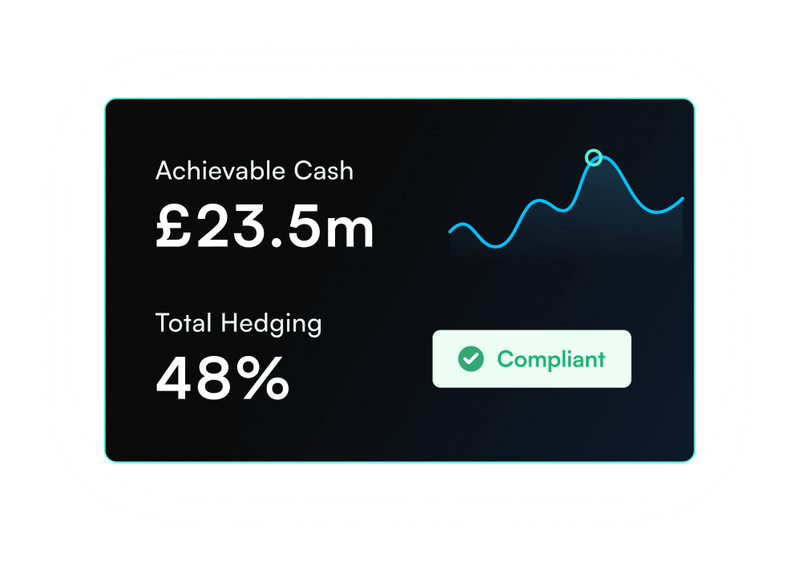 Achievable Cash
£23.5m
Total Hedging
48%
Compliant